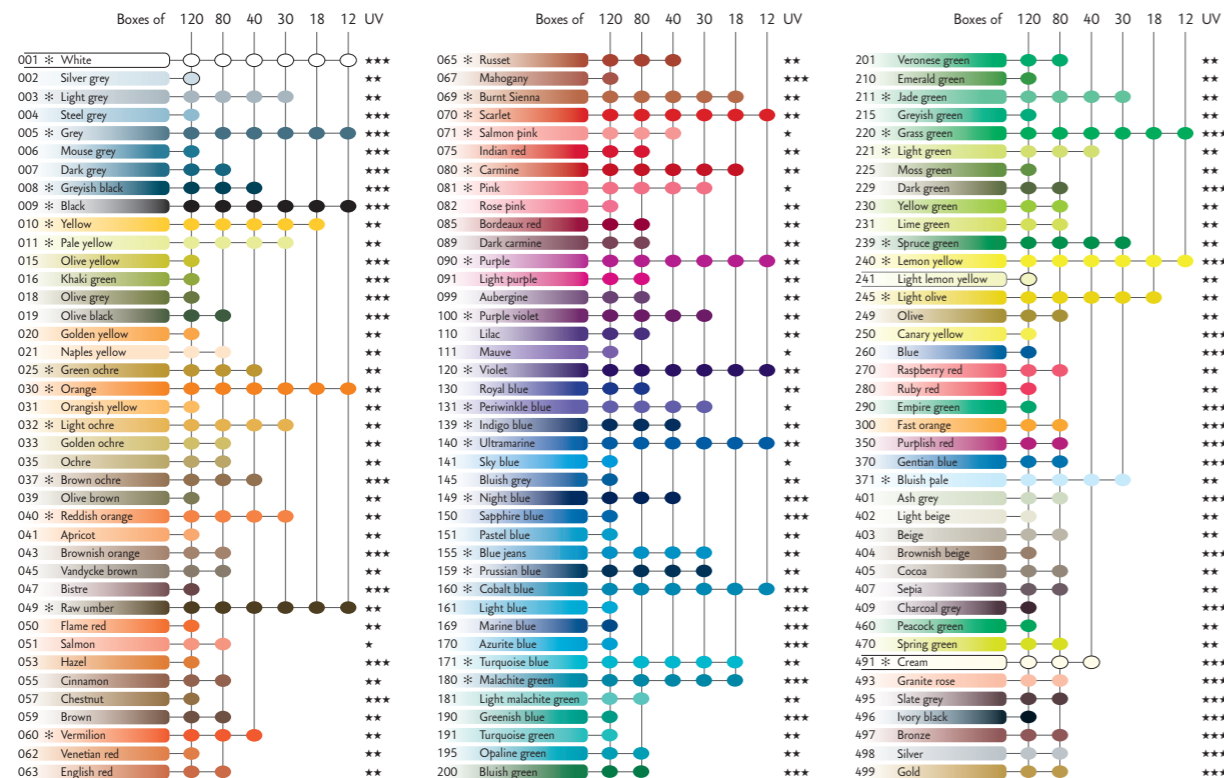 Boxes of 120 80 40 30 18 12 UV
001 * White ★★★
002 Silver grey ★★
003 * Light grey ★★
004 Steel grey ★★★
005 * Grey ★★★
006 Mouse grey ★★★
007 Dark grey ★★★
008 * Greyish black ★★★
009 * Black ★★★
010 * Yellow ★★
011 * Pale yellow ★★
015 Olive yellow ★★★
016 Khaki green ★★
018 Olive grey ★★★
019 Olive black ★★★
020 Golden yellow ★★
021 Naples yellow ★★
025 * Green ochre ★★
030 * Orange ★★
031 Orangish yellow ★★
032 * Light ochre ★★
033 Golden ochre ★★
035 Ochre ★★
037 * Brown ochre ★★★
039 Olive brown ★★
040 * Reddish orange ★★
041 Apricot ★★
043 Brownish orange ★★★
045 Vandycke brown ★★
047 Bistre ★★★
049 * Raw umber ★★★
050 Flame red ★★
051 Salmon ★
053 Hazel ★★★
055 Cinnamon ★★
057 Chestnut ★★★
059 Brown ★★
060 * Vermilion ★★
062 Venetian red ★★
063 English red ★★
Boxes of 120 80 40 30 18 12 UV
065 * Russet ★★
067 Mahogany ★★★
069 * Burnt Sienna ★★
070 * Scarlet ★★
071 * Salmon pink ★
075 Indian red ★★
080 * Carmine ★★
081 * Pink ★
082 Rose pink ★★
085 Bordeaux red ★★
089 Dark carmine ★★
090 * Purple ★★
091 Light purple ★★
099 Aubergine ★★
100 * Purple violet ★★
110 Lilac ★★
111 Mauve ★
120 * Violet ★★
130 Royal blue ★★
131 * Periwinkle blue ★
139 * Indigo blue ★★
140 * Ultramarine ★★
141 Sky blue ★
145 Bluish grey ★★
149 * Night blue ★★★
150 Sapphire blue ★★★
151 Pastel blue ★★
155 * Blue jeans ★★
159 * Prussian blue ★★
160 * Cobalt blue ★★★
161 Light blue ★★★
169 Marine blue ★★★
170 Azurite blue ★★★
171 * Turquoise blue ★★
180 * Malachite green ★★★
181 Light malachite green ★★
190 Greenish blue ★★★
191 Turquoise green ★★
195 Opaline green ★★
200 Bluish green ★★★
Boxes of 120 80 40 30 18 12 UV
201 Veronese green ★★
210 Emerald green ★★
211 * Jade green ★★
215 Greyish green ★★
220 * Grass green ★★★
221 * Light green ★★
225 Moss green ★★
229 Dark green ★★★
230 Yellow green ★★
231 Lime green ★★
239 * Spruce green ★★
240 * Lemon yellow ★★★
241 Light lemon yellow ★★
245 * Light olive ★★
249 Olive ★★
250 Canary yellow ★★★
260 Blue ★★★
270 Raspberry red ★★
280 Ruby red ★★
290 Empire green ★★★
300 Fast orange ★★★
350 Purplish red ★★★
370 Gentian blue ★★★
371 * Bluish pale ★★
401 Ash grey ★★★
402 Light beige ★★
403 Beige ★★
404 Brownish beige ★★★
405 Cocoa ★★
407 Sepia ★★
409 Charcoal grey ★★★
460 Peacock green ★★
470 Spring green ★★★
491 * Cream ★★★
493 Granite rose ★★★
495 Slate grey ★★★
496 Ivory black ★★★
497 Bronze ★★★
498 Silver ★★★
499 Gold ★★★